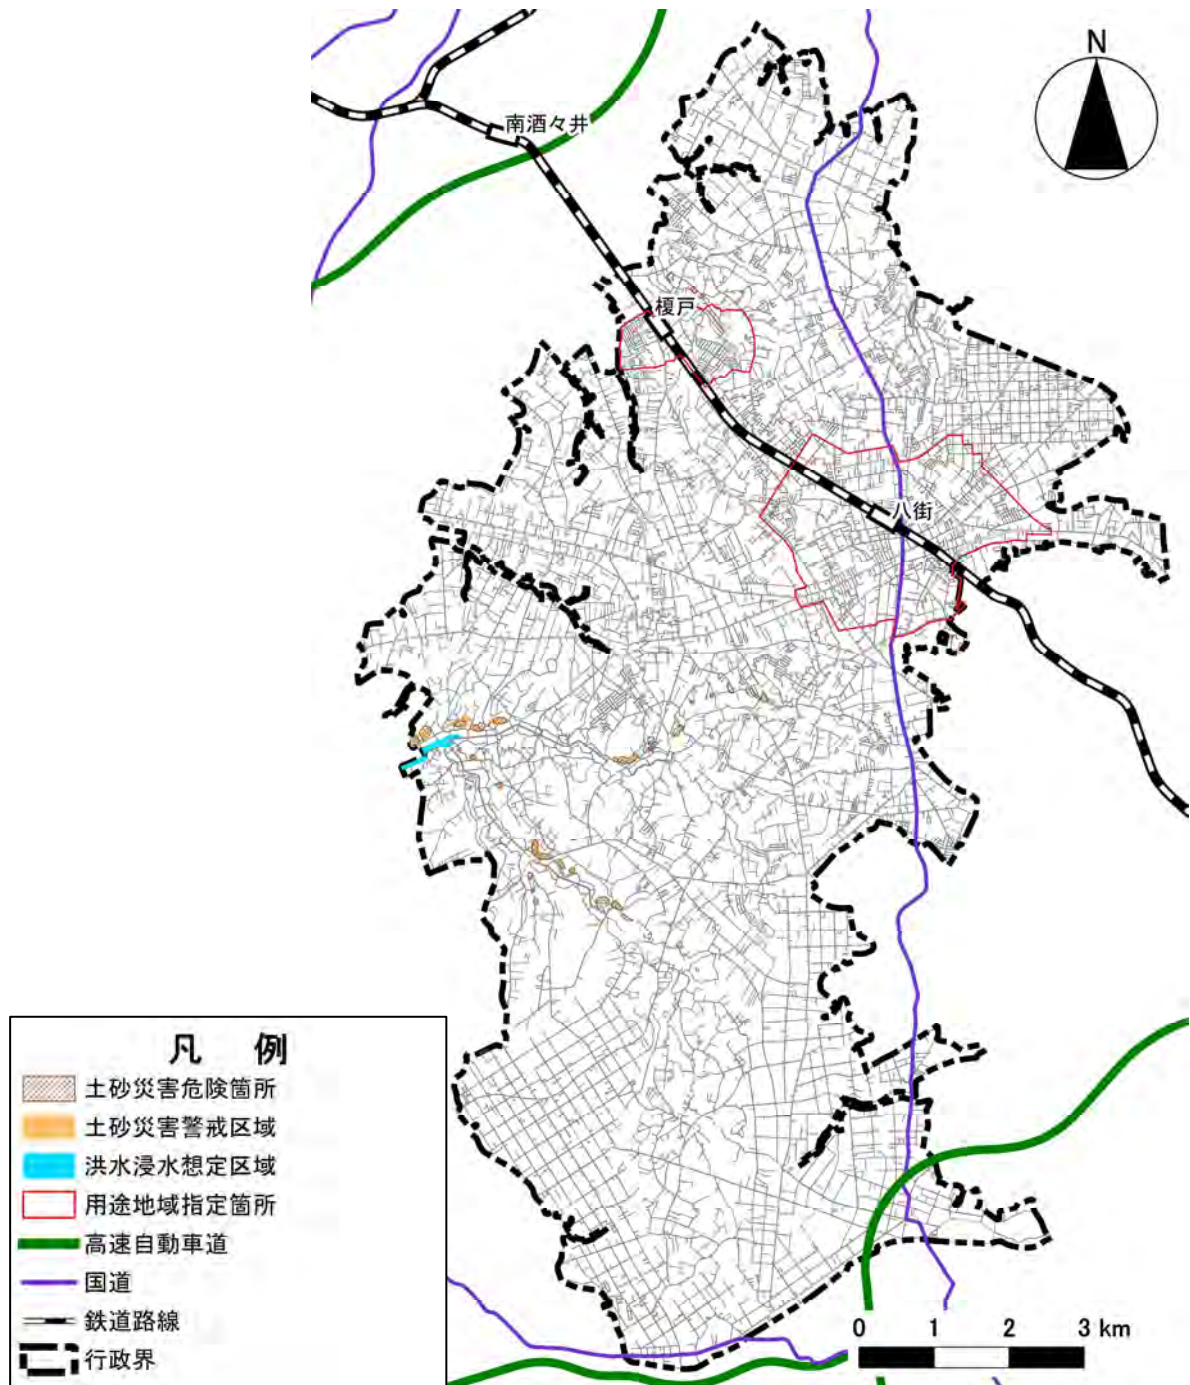 N
南酒々井
榎戸
八街
凡 例
土砂災害危険箇所
土砂災害警戒区域
洪水浸水想定区域
用途地域指定箇所
高速自動車道
国道
鉄道路線
行政界
0 1 2 3 km